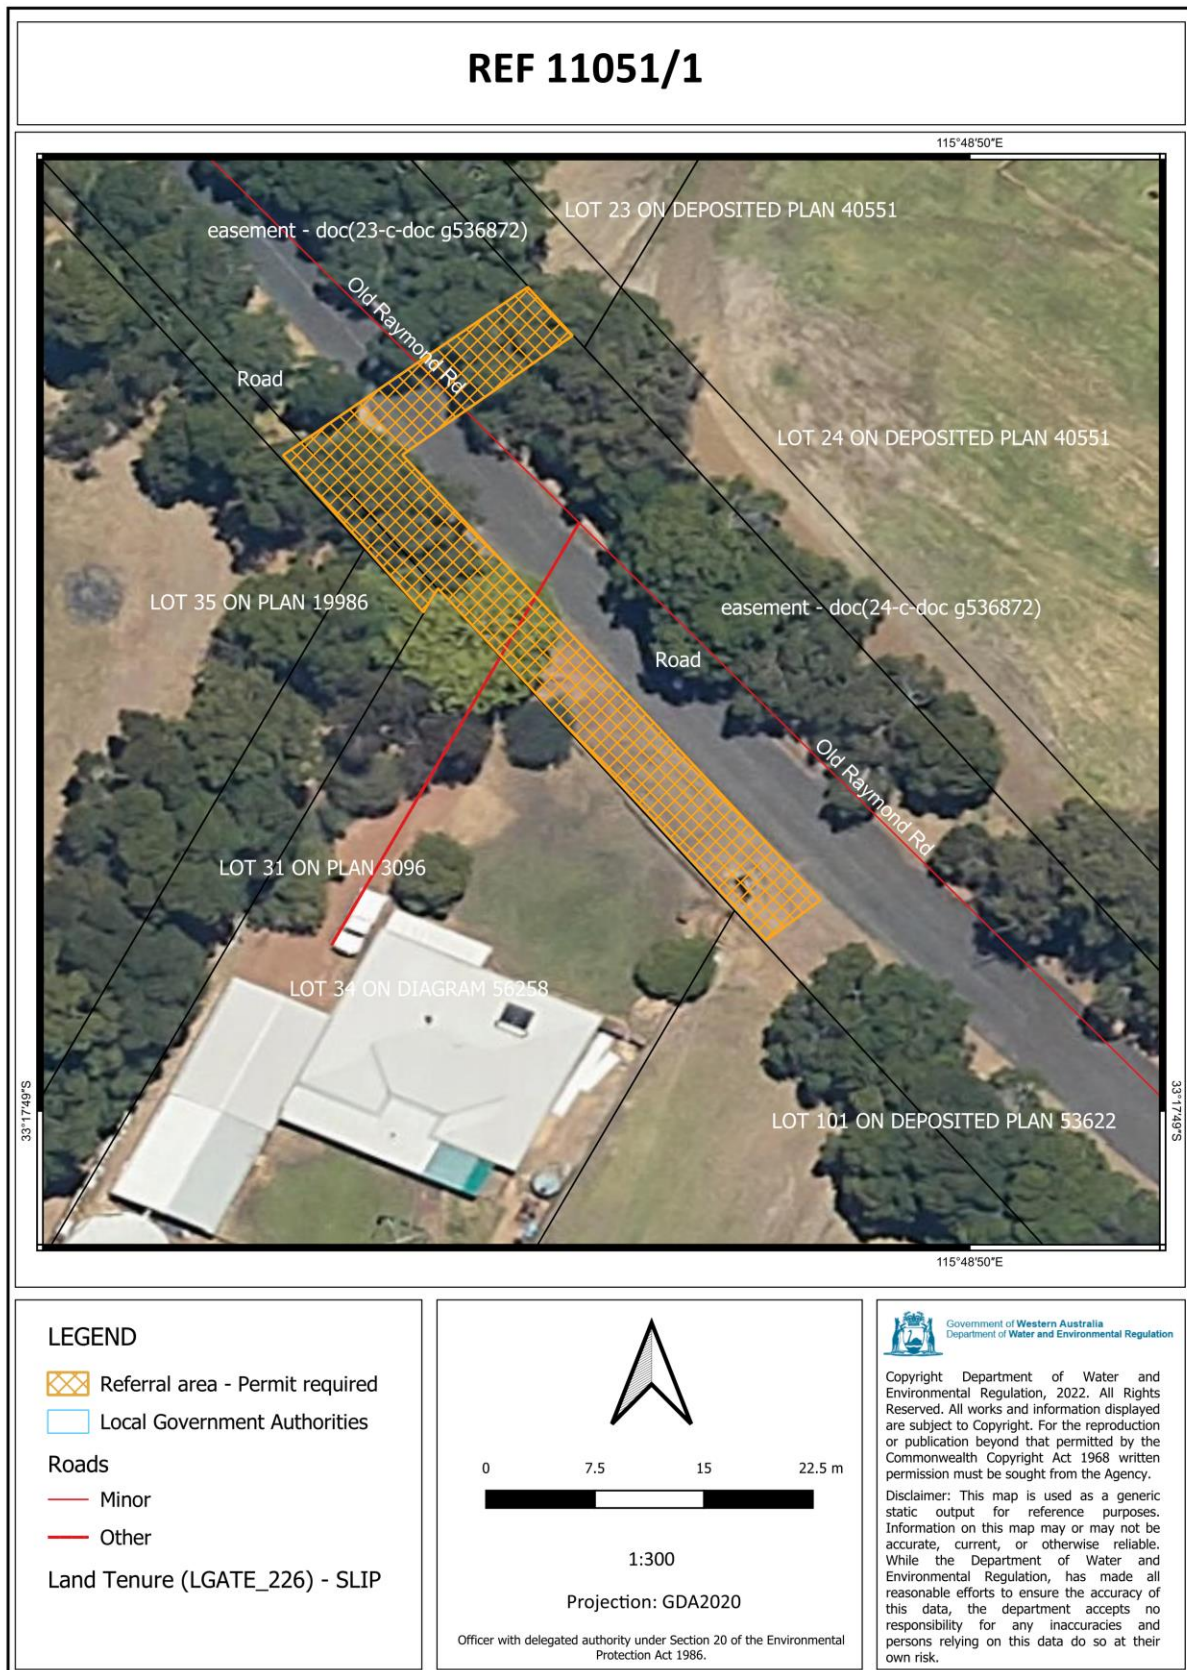 REF 11051/1
115°48'50"E
LOT 23 ON DEPOSITED PLAN 40551
easement - doc(23-c-doc g536872)
Old Raymond Rd
Road
LOT 24 ON DEPOSITED PLAN 40551
LOT 35 ON PLAN 19986
easement - doc(24-c-doc g536872)
Road
Old Raymond Rd
LOT 31 ON PLAN 3096
LOT 34 ON DIAGRAM 56258
33°17'49"S
33°17'49"S
LOT 101 ON DEPOSITED PLAN 53622
115°48'50"E
LEGEND
Referral area - Permit required
Local Government Authorities
Roads
Minor
Other
Land Tenure (LGATE_226) - SLIP
0 7.5 15 22.5 m
1:300
Projection: GDA2020
Officer with delegated authority under Section 20 of the Environmental
Protection Act 1986.
Government of Western Australia
Department of Water and Environmental Regulation
Copyright Department of Water and
Environmental Regulation, 2022. All Rights
Reserved. All works and information displayed
are subject to Copyright. For the reproduction
or publication beyond that permitted by the
Commonwealth Copyright Act 1968 written
permission must be sought from the Agency.
Disclaimer: This map is used as a generic
static output for reference purposes.
Information on this map may or may not be
accurate, current, or otherwise reliable.
While the Department of Water and
Environmental Regulation, has made all
reasonable efforts to ensure the accuracy of
this data, the department accepts no
responsibility for any inaccuracies and
persons relying on this data do so at their
own risk.